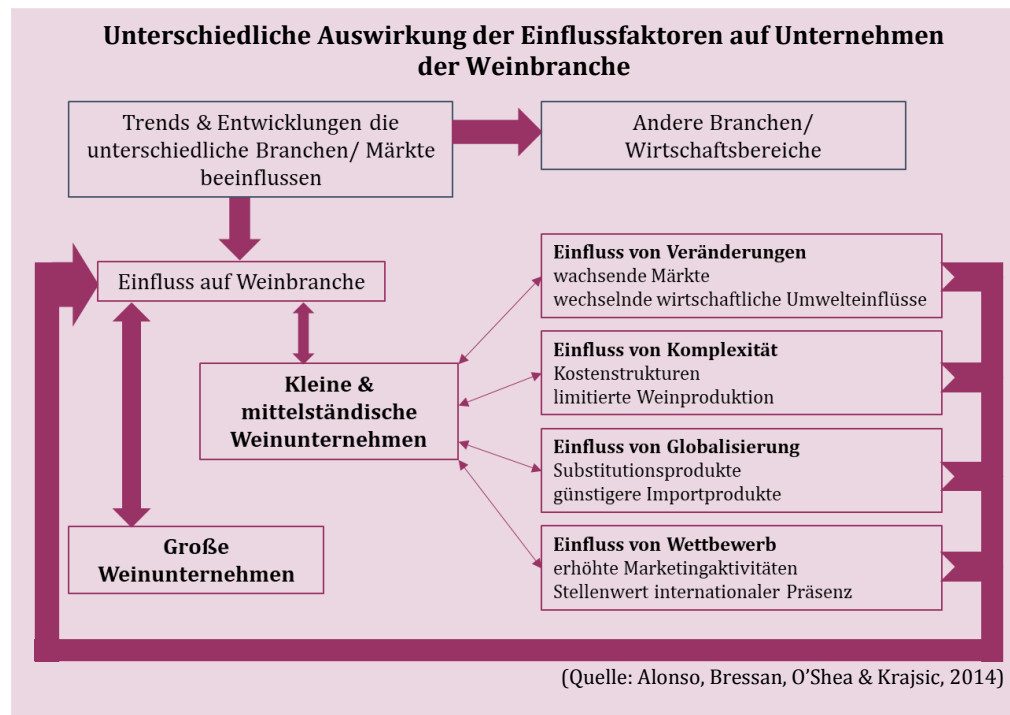 Unterschiedliche Auswirkung der Einflussfaktoren auf Unternehmen
der Weinbranche
Trends & Entwicklungen die
unterschiedliche Branchen/ Märkte
beeinflussen
Andere Branchen/
Wirtschaftsbereiche
Einfluss auf Weinbranche
Kleine &
mittelständische
Weinunternehmen
Große
Weinunternehmen
Einfluss von Veränderungen
wachsende Märkte
wechselnde wirtschaftliche Umwelteinflüsse
Einfluss von Komplexität
Kostenstrukturen
limitierte Weinproduktion
Einfluss von Globalisierung
Substitutionsprodukte
günstigere Importprodukte
Einfluss von Wettbewerb
erhöhte Marketingaktivitäten
Stellenwert internationaler Präsenz
(Quelle: Alonso, Bressan, O’Shea & Krajsic, 2014)